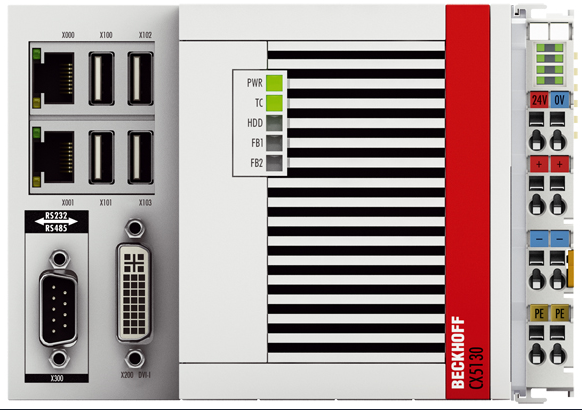 X000 X100 X102
X001 X101 X103
RS232
RS485
X300
X200 DVI-I
PWR
TC
HDD
FB1
FB2
BECKHOFF
CX5130
24V 0V
+ +
− −
PE PE